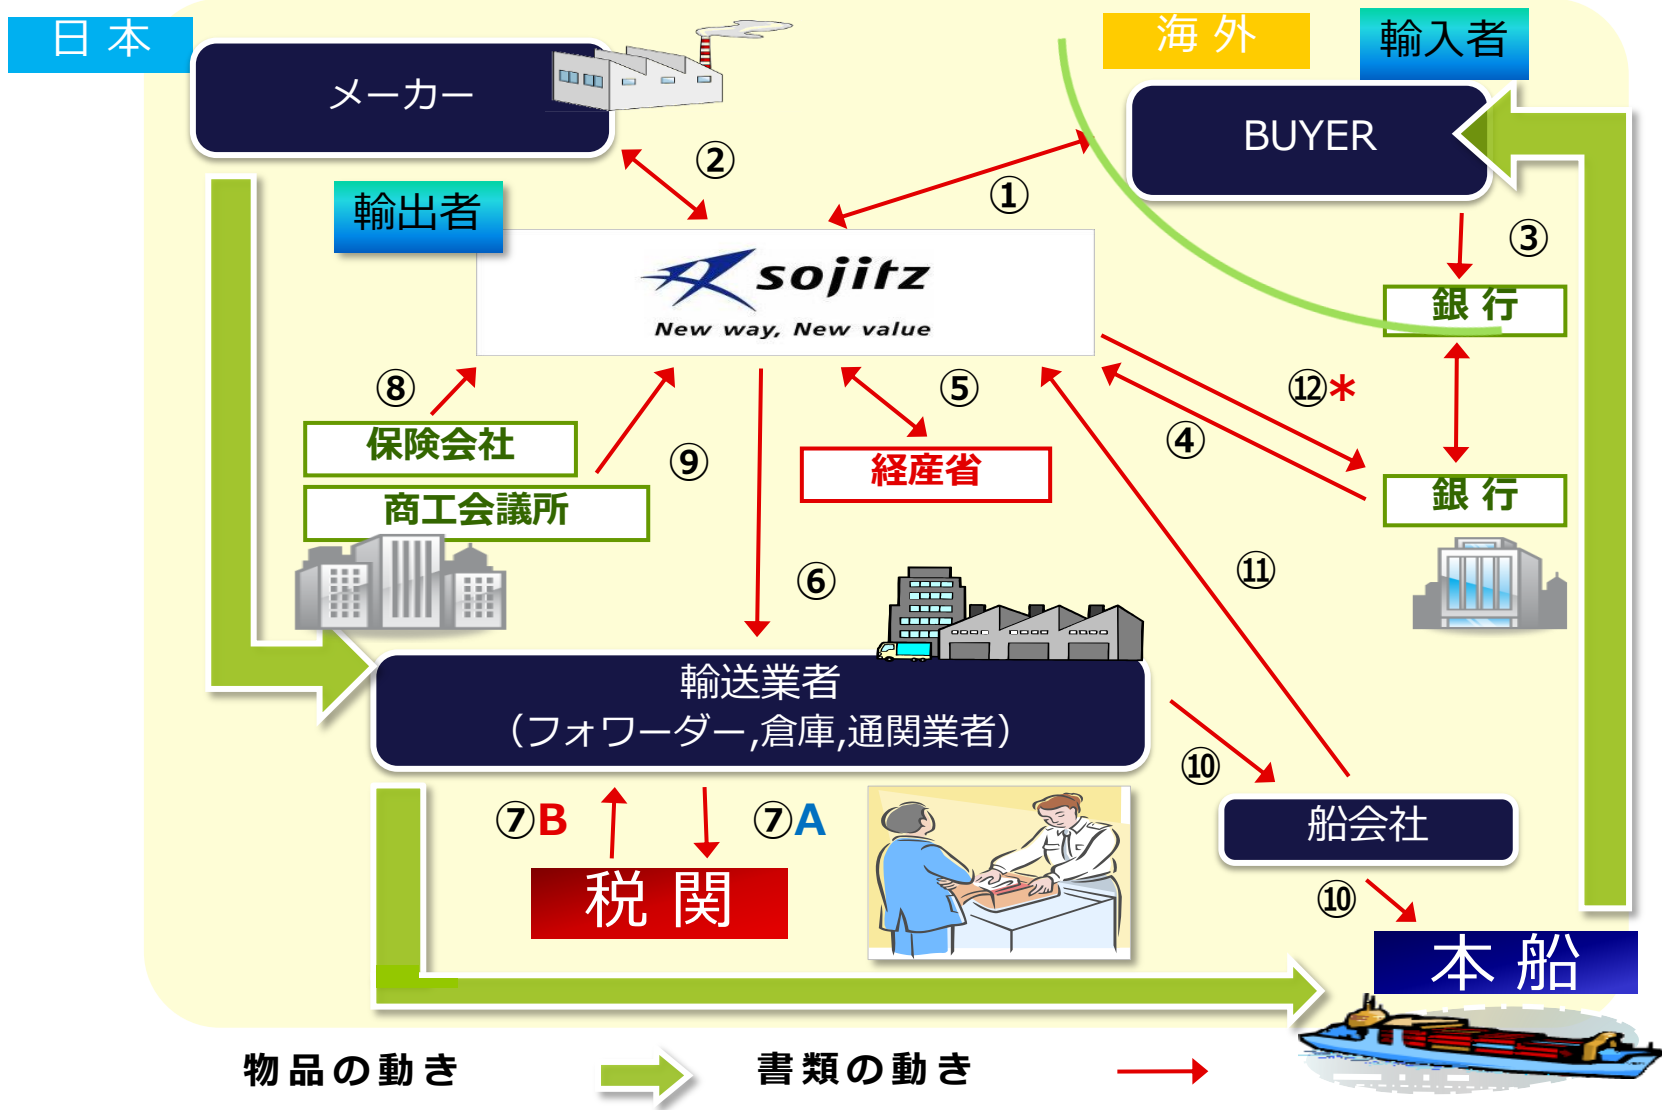 日 本
海 外
輸入者
メーカー
BUYER
②
①
輸出者
③
sojitz
New way, New value
銀 行
⑧
⑤
⑫*
④
保険会社
⑨
経産省
商工会議所
銀 行
⑥
⑪
輸送業者
（フォワーダー,倉庫,通関業者）
⑩
⑦B
⑦A
船会社
税 関
⑩
本 船
物品の動き
書類の動き